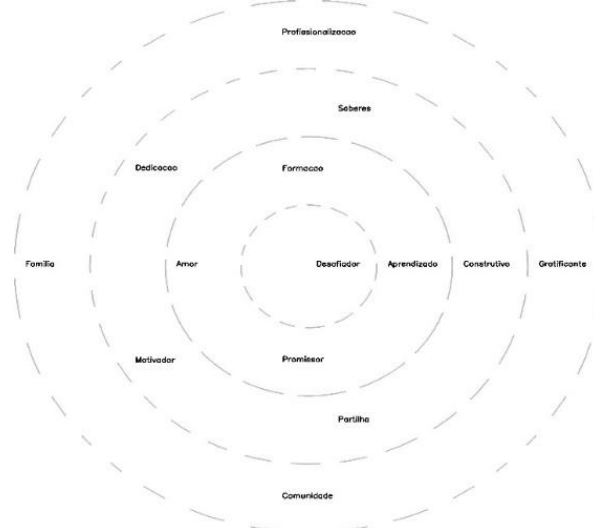 Profissionalizacao
Saberes
Dedicacao
Formacao
Familia
Amor
Desafiador
Aprendizado
Construtivo
Gratificante
Motivador
Promissor
Partilha
Comunidade